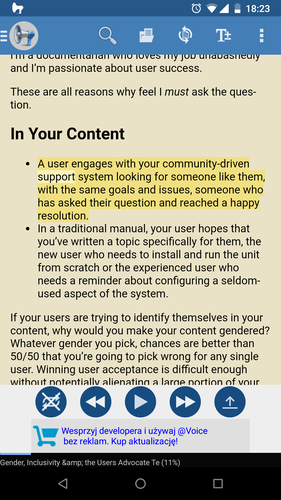 18:23
I'm a documentarian who loves my job unabashedly
and I'm passionate about user success.
These are all reasons why feel I must ask the ques-
tion.
In Your Content
• A user engages with your community-driven
support system looking for someone like them,
with the same goals and issues, someone who
has asked their question and reached a happy
resolution.
• In a traditional manual, your user hopes that
you've written a topic specifically for them, the
new user who needs to install and run the unit
from scratch or the experienced user who
needs a reminder about configuring a seldom-
used aspect of the system.
If your users are trying to identify themselves in your
content, why would you make your content gendered?
Whatever gender you pick, chances are better than
50/50 that you're going to pick wrong for any single
user. Winning user acceptance is difficult enough
without potentially alienating a large portion of your
Wesprzyj developera i używaj @Voice
bez reklam. Kup aktualizację!
Gender, Inclusivity &amp; the Users Advocate Te (11%)